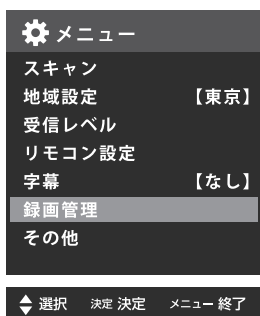 メニュー
スキャン
地域設定 【東京】
受信レベル
リモコン設定
字幕 【なし】
録画管理
その他
選択 決定 決定 メニュー 終了